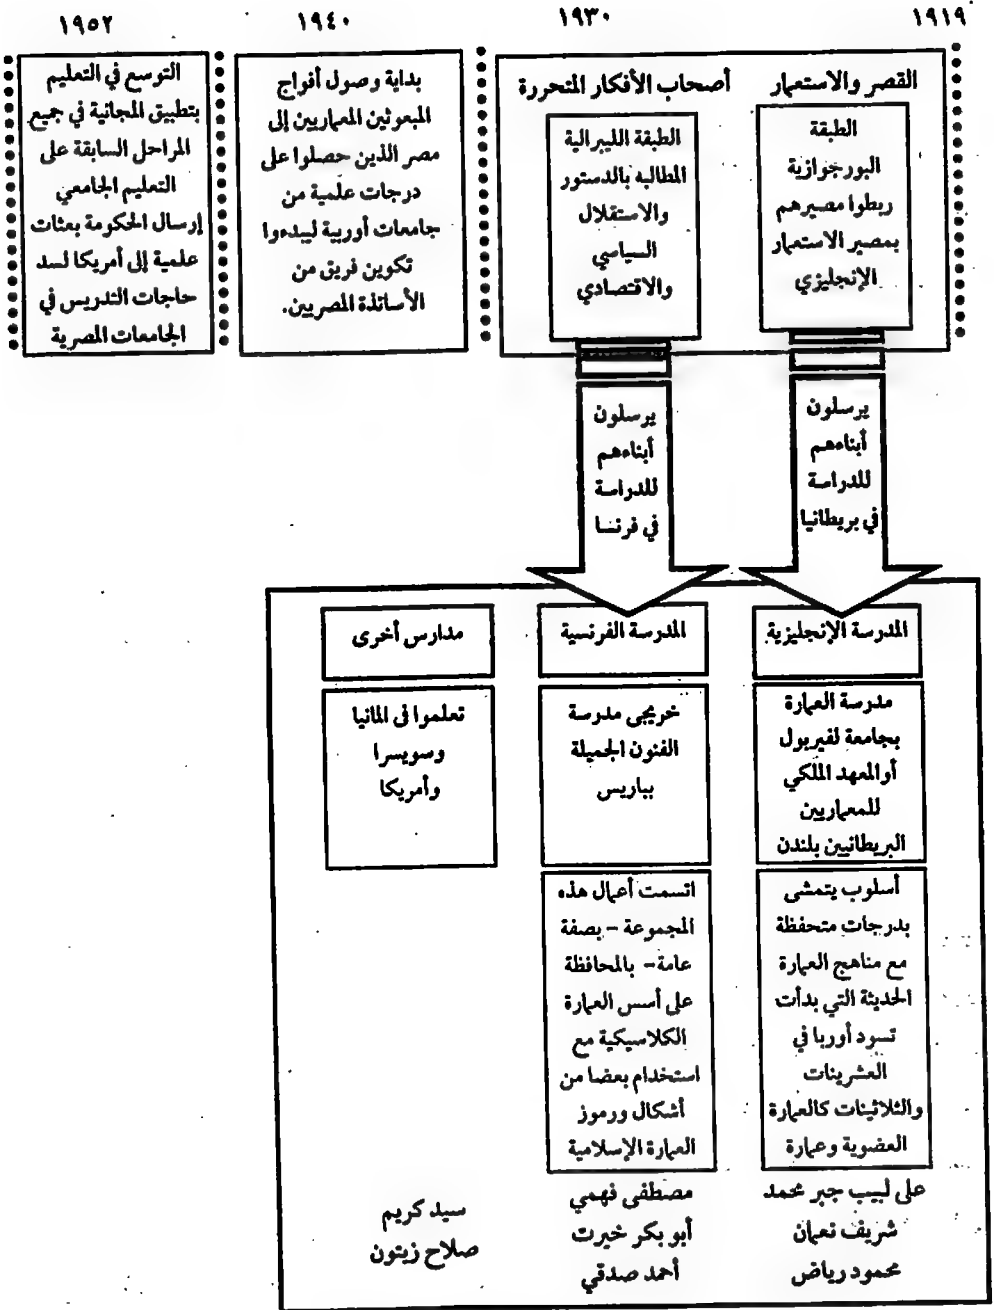 ١٩١٩
١٩٣٠
١٩٤٠
١٩٥٢
القصر والاستعمار
الطبقة
البورجوازية
ربطوا مصيرهم
بمصير الاستعمار
الإنجليزي
أصحاب الأفكار المتحررة
الطبقة الليبرالية
المطالبه بالدستور
والاستقلال
السياسي
والاقتصادي
بداية وصول أفواج
المبعوثين المعماريين إلى
مصر الذين حصلوا على
درجات علمية من
جامعات أوربية ليبدءوا
تكوين فريق من
الأساتذة المصريين.
التوسع في التعليم
بتطبيق المجانية في جميع
المراحل السابقة على
التعليم الجامعي
إرسال الحكومة بعثات
علمية إلى أمريكا لسد
حاجات التدريس في
الجامعات المصرية
يرسلون
أبناءهم
للدراسة
في بريطانيا
يرسلون
أبناءهم
للدراسة
في فرنسا
المدرسة الإنجليزية
مدرسة العمارة
بجامعة لفيربول
أوالمعهد الملكي
للمعماريين
البريطانيين بلندن
أسلوب يتمشى
بدرجات متحفظة
مع مناهج العمارة
الحديثة التي بدأت
تسود أوربا في
العشرينات
والثلاثينات كالعمارة
العضوية وعمارة
على لبيب جبر محمد
شريف نعمان
محمود رياض
المدرسة الفرنسية
خريجى مدرسة
الفنون الجميلة
بباريس
اتسمت أعمال هذه
المجموعة - بصفة
عامة - بالمحافظة
على أسس العمارة
الكلاسيكية مع
استخدام بعضا من
أشكال ورموز
العمارة الإسلامية
مصطفى فهمي
أبو بكر خيرت
أحمد صدقي
مدارس أخرى
تعلموا فى المانيا
وسويسرا
وأمريكا
سيد كريم
صلاح زيتون